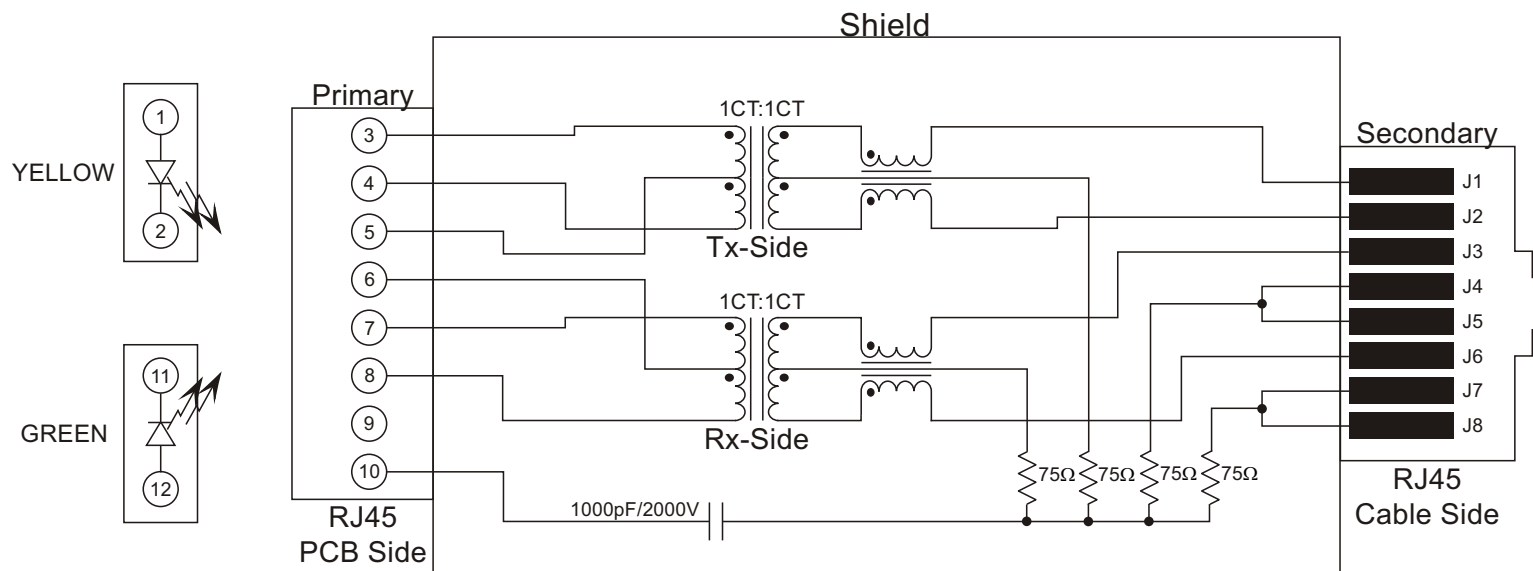 Shield
Primary
1CT:1CT
Secondary
YELLOW
1
2
3
4
5
6
7
8
9
10
Tx-Side
1CT:1CT
Rx-Side
J1
J2
J3
J4
J5
J6
J7
J8
GREEN
11
12
75Ω 75Ω 75Ω 75Ω
1000pF/2000V
RJ45
PCB Side
RJ45
Cable Side